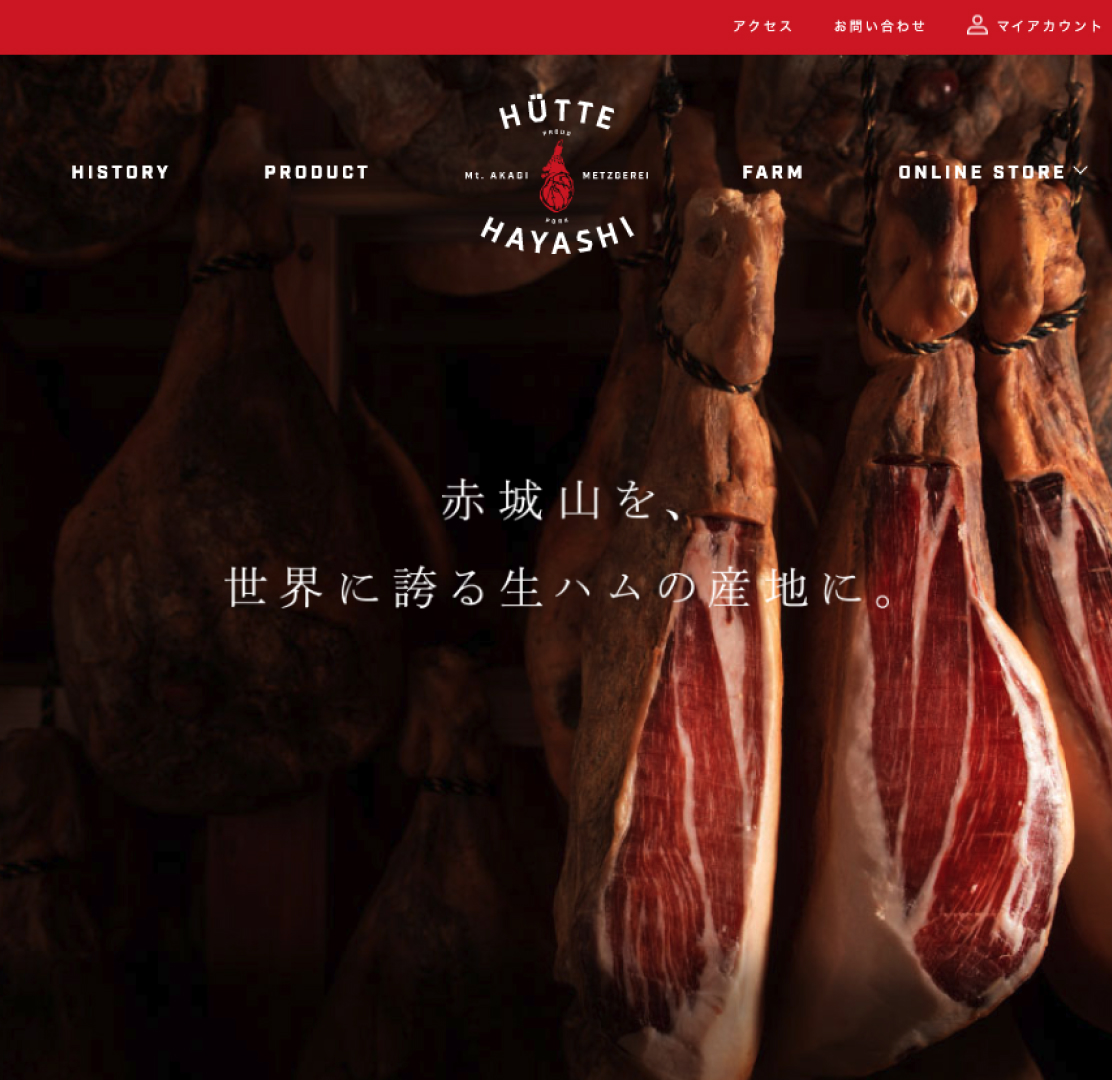 アクセス
お問い合わせ
マイアカウント
HÜTTE
PROUD
HISTORY
PRODUCT
Mt. AKAGI
METZGEREI
FARM
ONLINE STORE
PORK
HAYASHI
赤城山を、
世界に誇る生ハムの産地に。